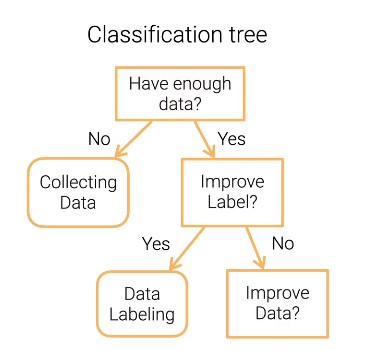 Classification tree
Have enough
data?
No
Yes
Collecting
Data
Improve
Label?
Yes
No
Data
Labeling
Improve
Data?